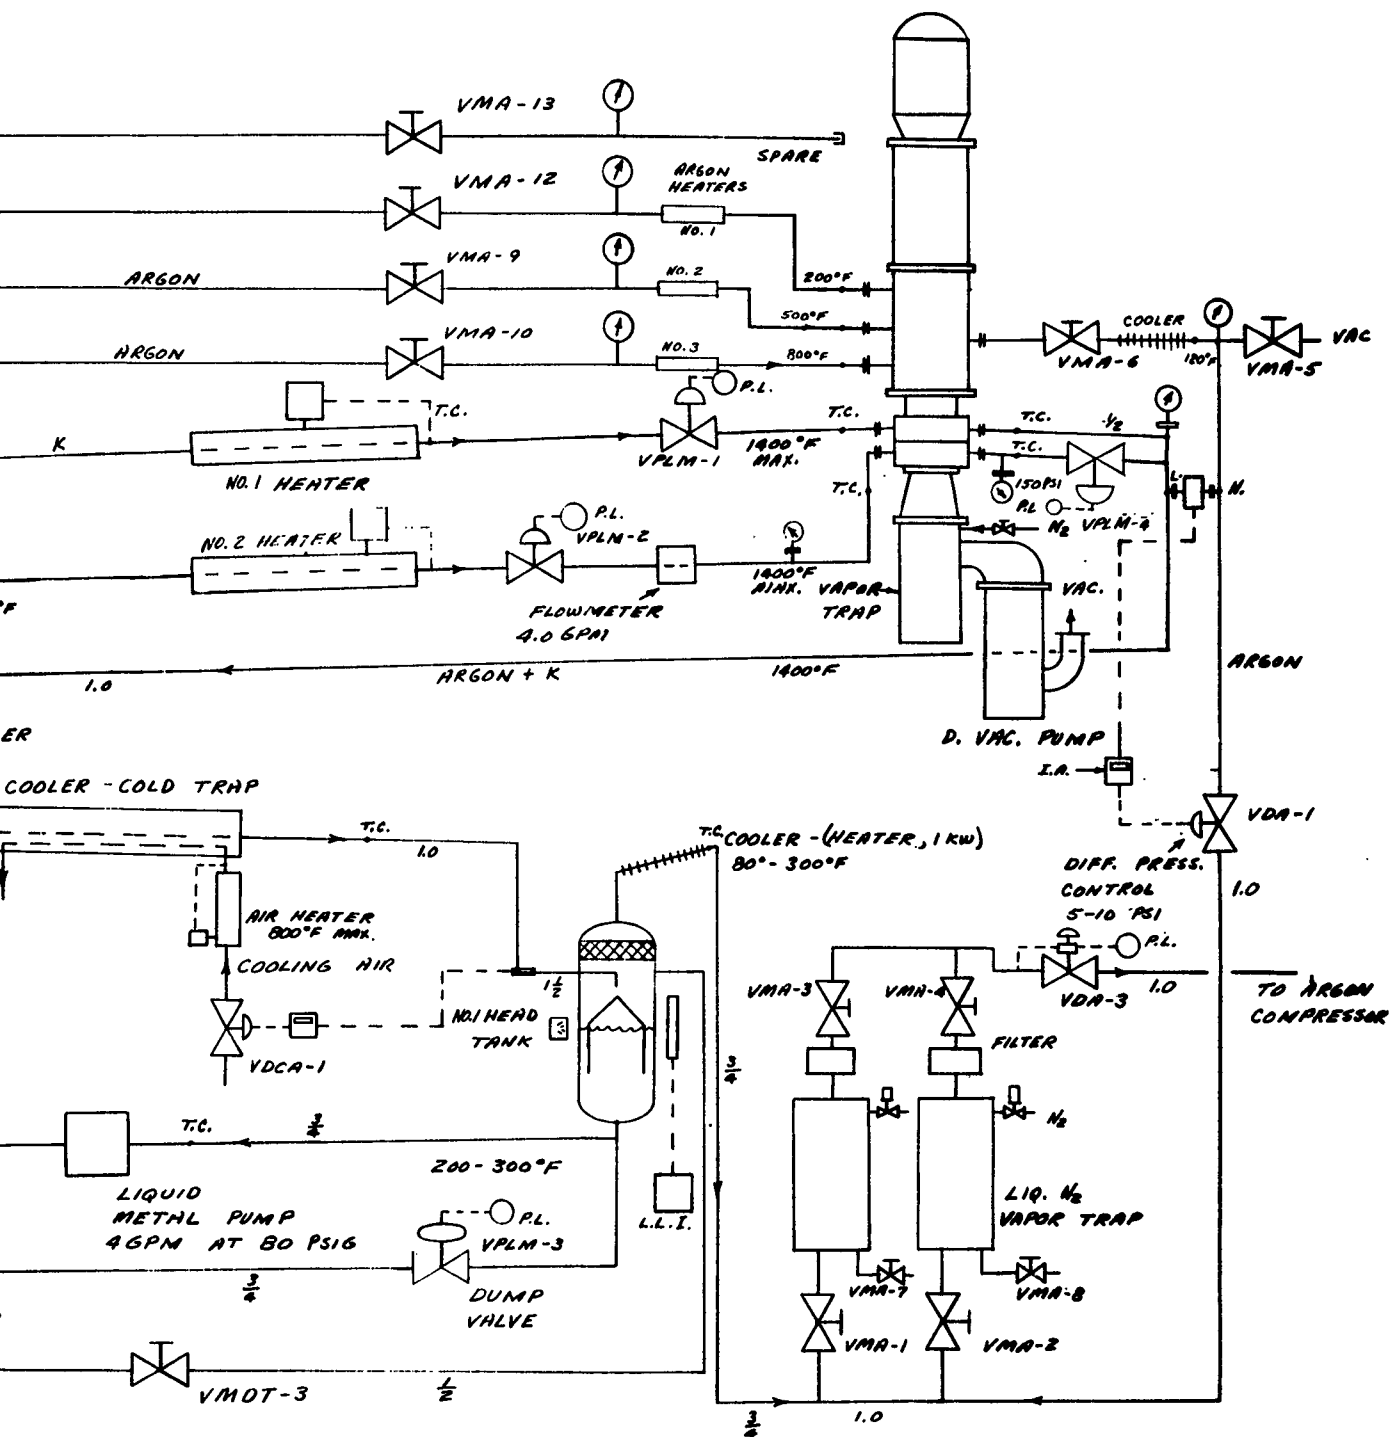 VMA-13
SPARE
VMA-12
ARGON
HEATERS
NO. 1
VMA-9
ARGON
NO. 2
200°F
500°F
VMA-10
ARGON
NO. 3
800°F
COOLER
VAC
VMA-6
120°F
VMA-5
P.L.
T.C.
K
NO. 1 HEATER
VPLM-1
1400°F
MAX.
T.C.
T.C.
1/2
T.C.
T.C.
150 PSI
P.L
VPLM-4
L.
N.
N2
NO. 2 HEATER
P.L.
VPLM-2
FLOWMETER
4.0 GPM
1400°F
MAX.
VAPOR
TRAP
VAC.
°F
1.0
ARGON + K
1400°F
ARGON
D. VAC. PUMP
I.A.
ER
COOLER - COLD TRAP
T.C.
1.0
T.C.
COOLER - (HEATER, 1 KW)
80° - 300°F
VDA-1
DIFF. PRESS.
CONTROL
5-10 PSI
1.0
AIR HEATER
800°F MAX.
COOLING AIR
1 1/2
P.L.
VMA-3
VMA-4
VDA-3
1.0
TO ARGON
COMPRESSOR
NO.1 HEAD
TANK
VDCA-1
FILTER
3/4
T.C.
3/4
N2
200 - 300°F
LIQUID
METAL PUMP
4 GPM AT 80 PSIG
L.L.I.
P.L.
VPLM-3
LIQ. N2
VAPOR TRAP
3/4
DUMP
VALVE
VMA-7
VMA-8
VMA-1
VMA-2
VMDT-3
1/2
3/4
1.0